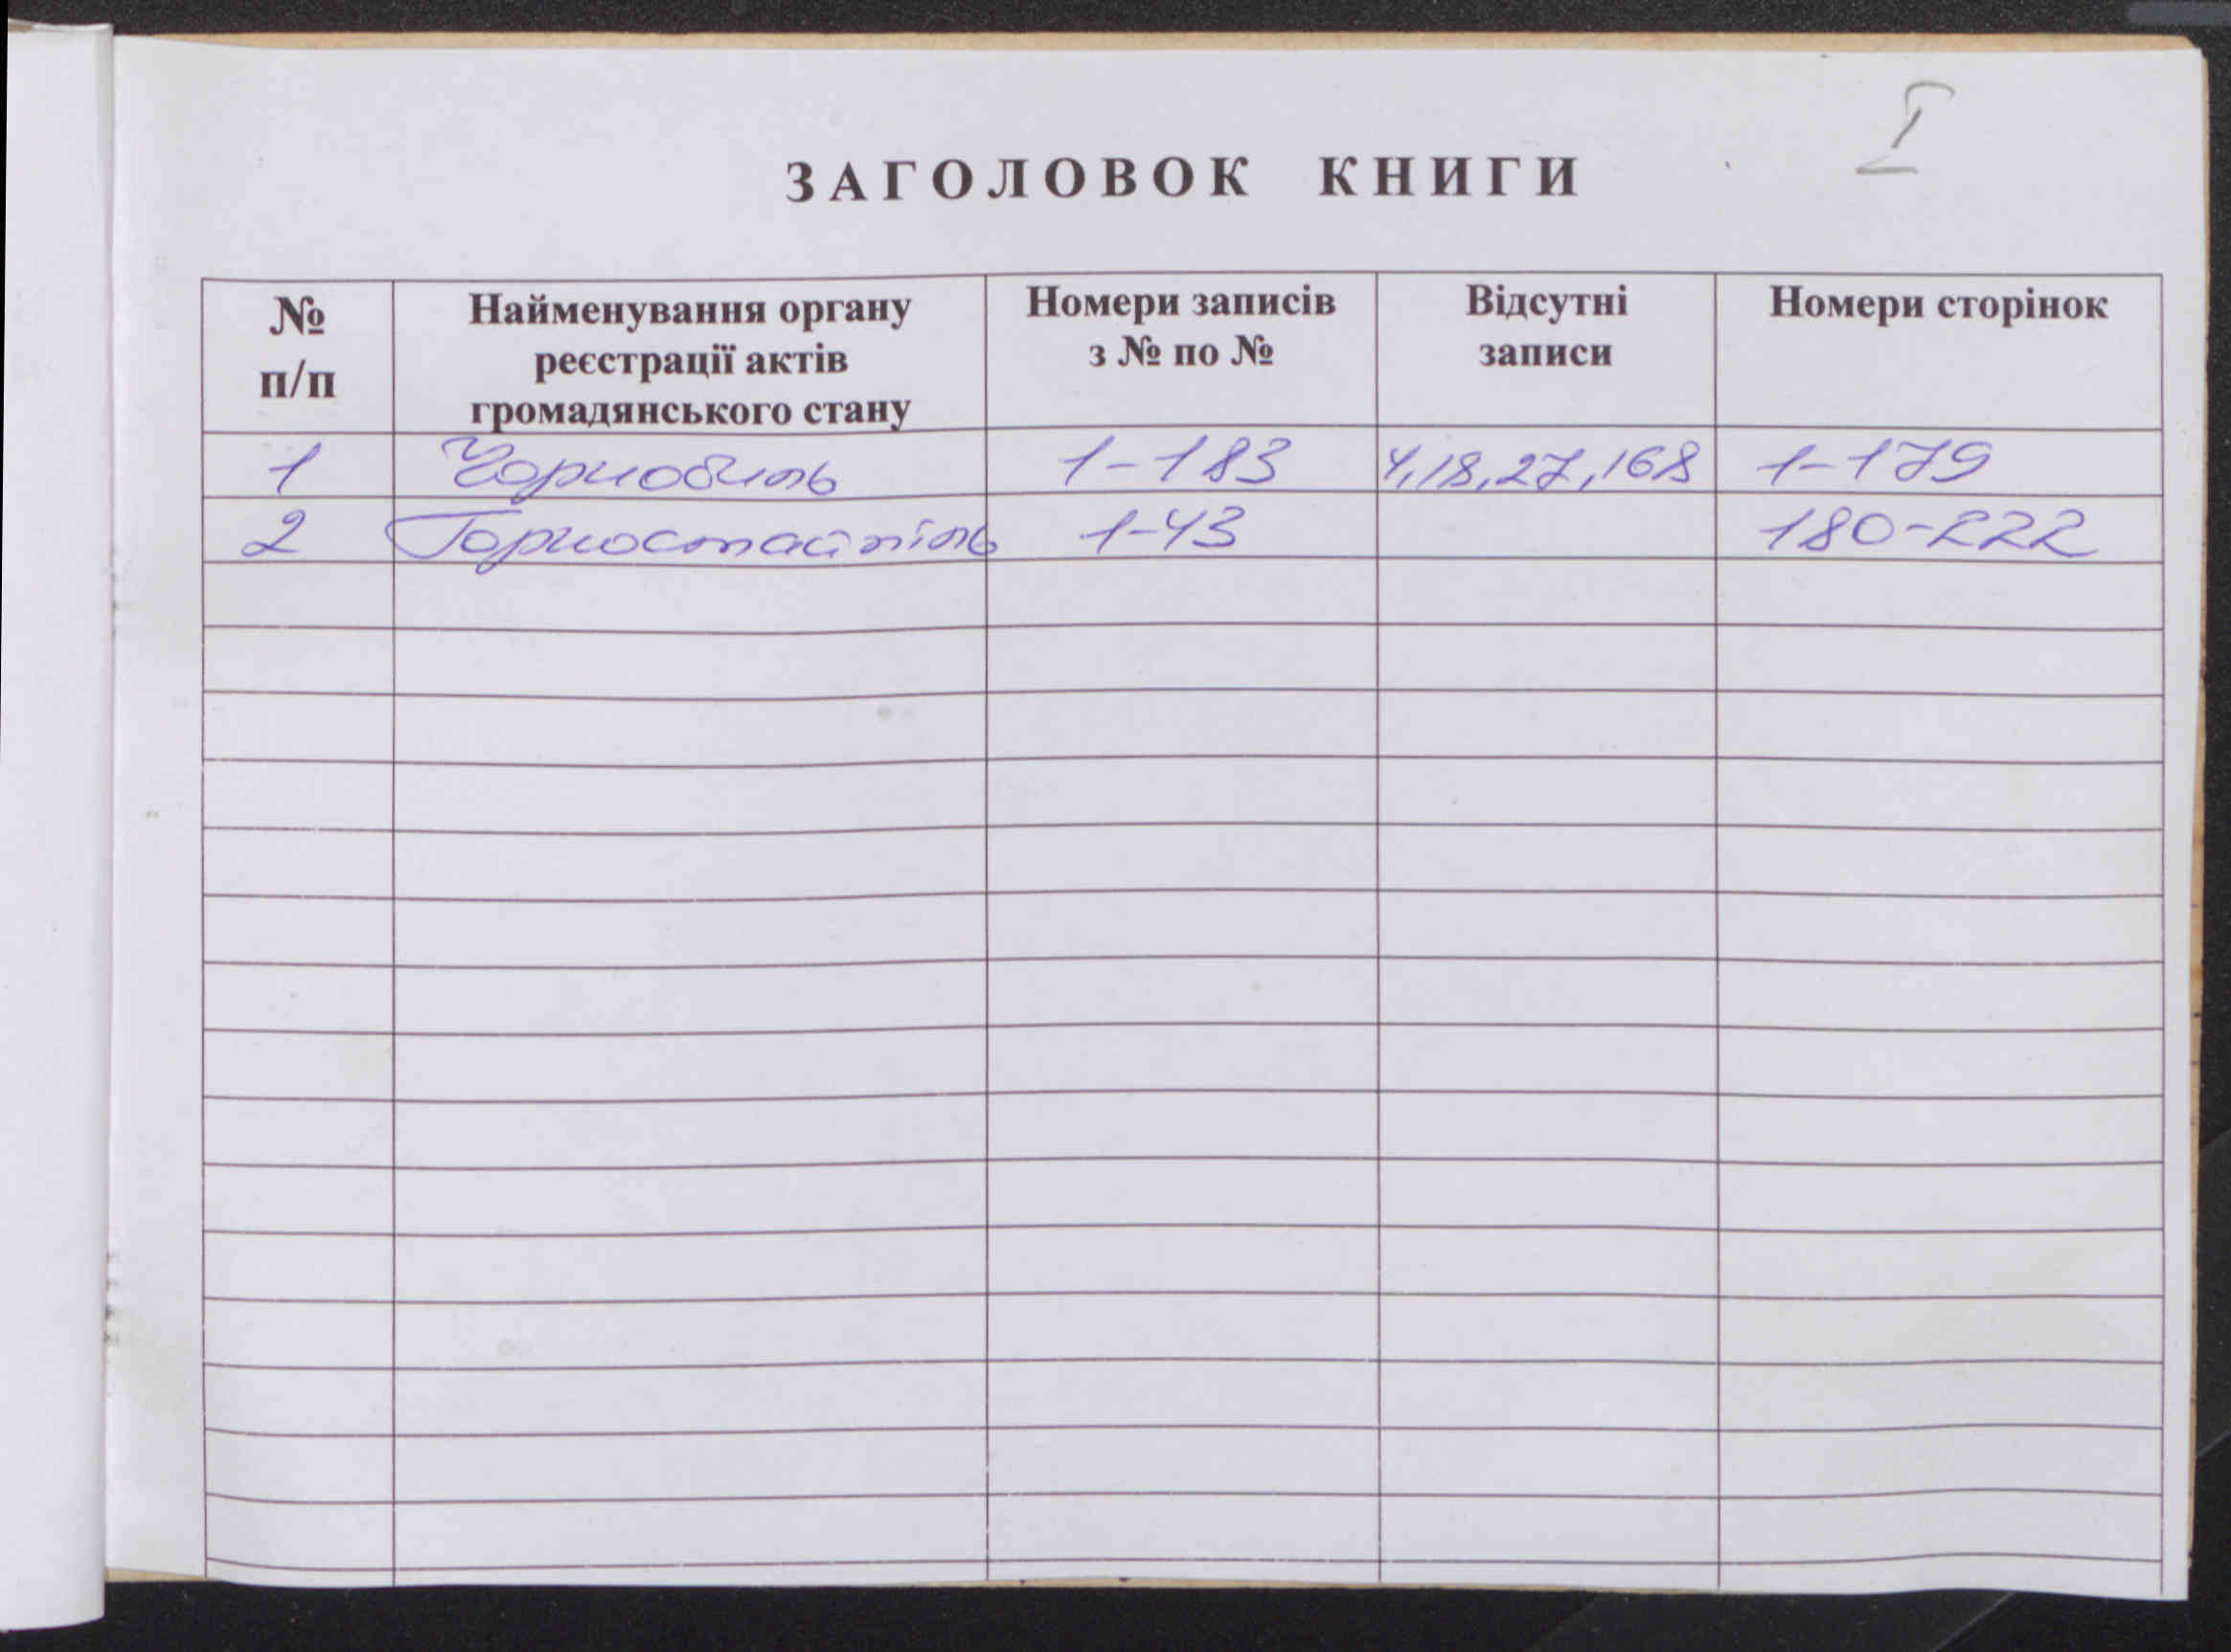 I
ЗАГОЛОВОК КНИГИ
№ п/п
Найменування органу реєстрації актів громадянського стану
Номери записів з № по №
Відсутні записи
Номери сторінок
1 Чорнобиль 1-183 4,18,27,168 1-179
2 Горностайпіль 1-43 180-222